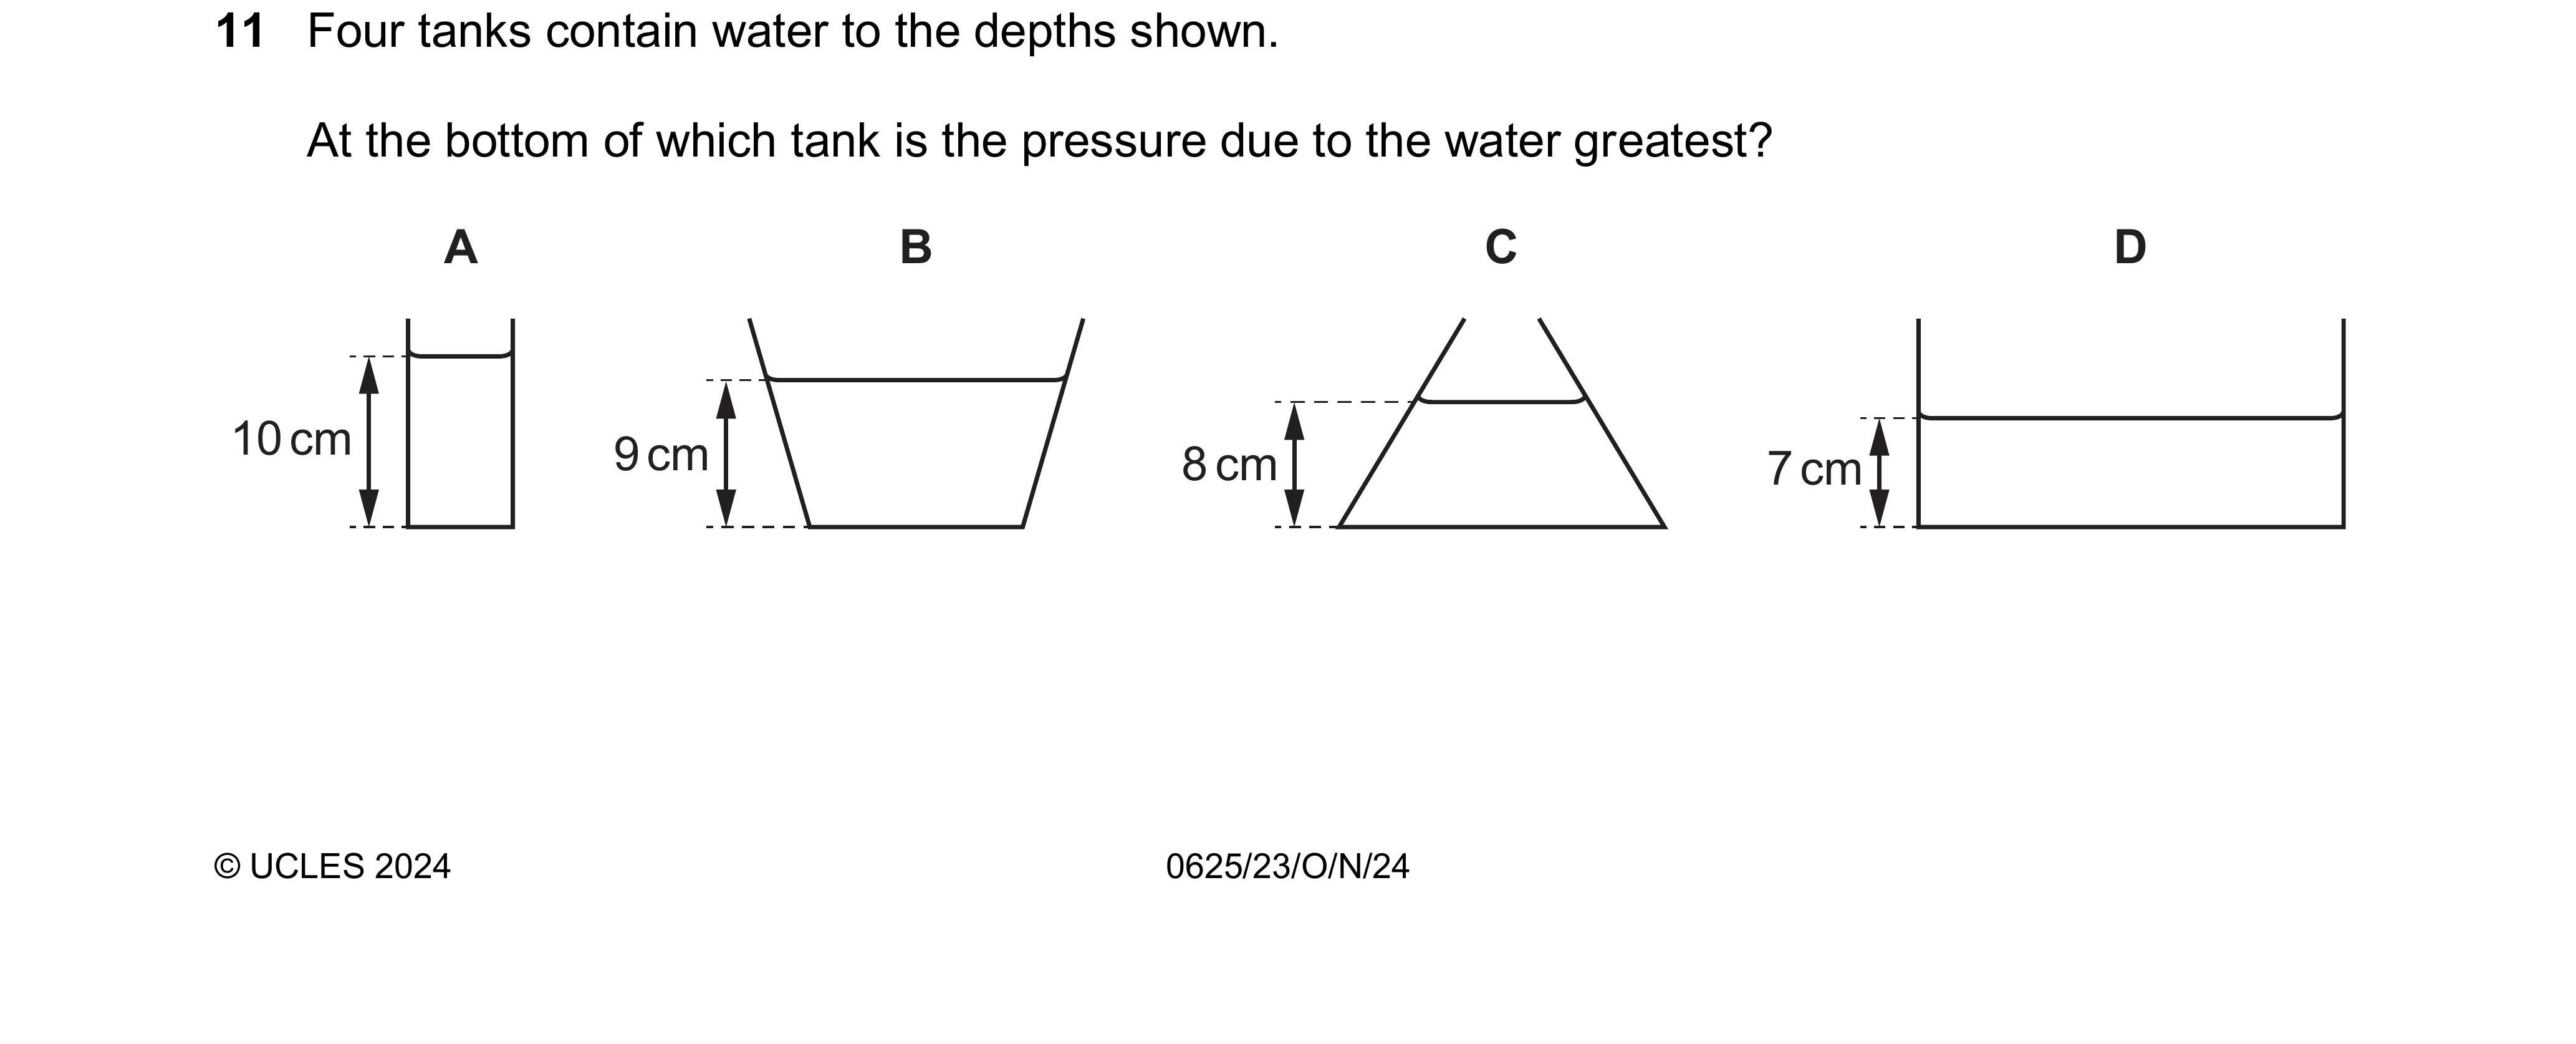 11 Four tanks contain water to the depths shown.
At the bottom of which tank is the pressure due to the water greatest?
A B C D
10 cm
9 cm
8 cm
7 cm
© UCLES 2024 0625/23/O/N/24